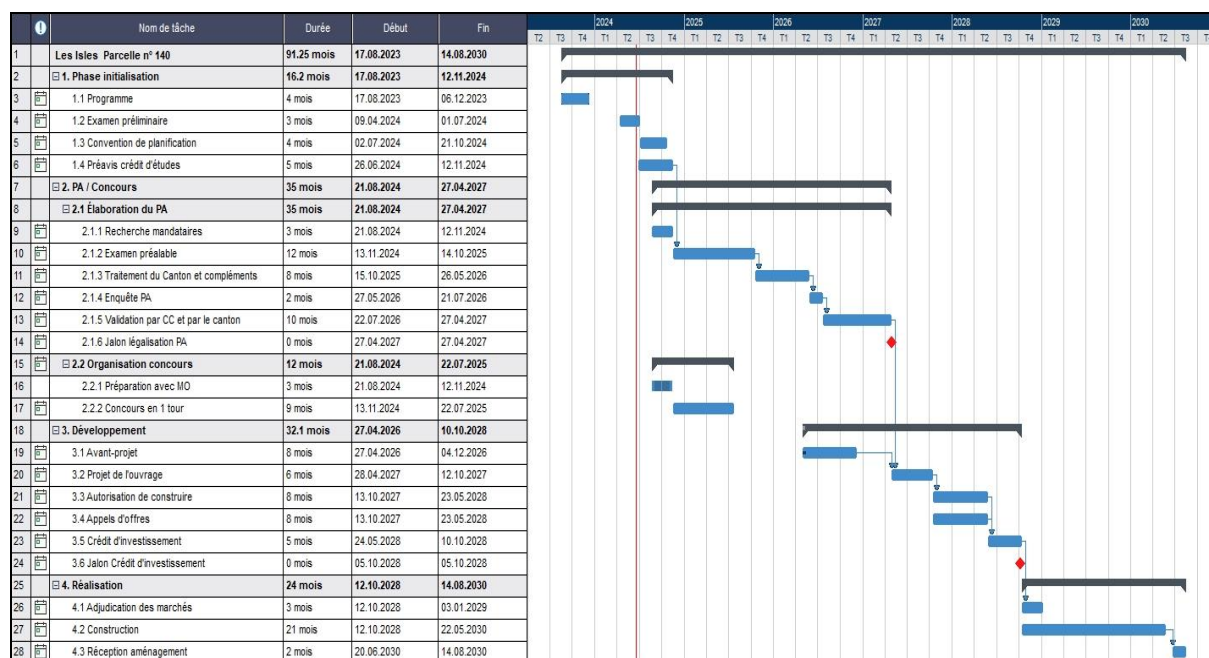 Nom de tâche Durée Début Fin
2024 2025 2026 2027 2028 2029 2030
T2 T3 T4 T1 T2 T3 T4 T1 T2 T3 T4 T1 T2 T3 T4 T1 T2 T3 T4 T1 T2 T3 T4 T1 T2 T3 T4 T1 T2 T3
1 Les Isles Parcelle n° 140 91.25 mois 17.08.2023 14.08.2030
2 1. Phase initialisation 16.2 mois 17.08.2023 12.11.2024
3 1.1 Programme 4 mois 17.08.2023 06.12.2023
4 1.2 Examen préliminaire 3 mois 09.04.2024 01.07.2024
5 1.3 Convention de planification 4 mois 02.07.2024 21.10.2024
6 1.4 Préavis crédit d'études 5 mois 26.06.2024 12.11.2024
7 2. PA / Concours 35 mois 21.08.2024 27.04.2027
8 2.1 Élaboration du PA 35 mois 21.08.2024 27.04.2027
9 2.1.1 Recherche mandataires 3 mois 21.08.2024 12.11.2024
10 2.1.2 Examen préalable 12 mois 13.11.2024 14.10.2025
11 2.1.3 Traitement du Canton et compléments 8 mois 15.10.2025 26.05.2026
12 2.1.4 Enquête PA 2 mois 27.05.2026 21.07.2026
13 2.1.5 Validation par CC et par le canton 10 mois 22.07.2026 27.04.2027
14 2.1.6 Jalon légalisation PA 0 mois 27.04.2027 27.04.2027
15 2.2 Organisation concours 12 mois 21.08.2024 22.07.2025
16 2.2.1 Préparation avec MO 3 mois 21.08.2024 12.11.2024
17 2.2.2 Concours en 1 tour 9 mois 13.11.2024 22.07.2025
18 3. Développement 32.1 mois 27.04.2026 10.10.2028
19 3.1 Avant-projet 8 mois 27.04.2026 04.12.2026
20 3.2 Projet de l'ouvrage 6 mois 28.04.2027 12.10.2027
21 3.3 Autorisation de construire 8 mois 13.10.2027 23.05.2028
22 3.4 Appels d'offres 8 mois 13.10.2027 23.05.2028
23 3.5 Crédit d'investissement 5 mois 24.05.2028 10.10.2028
24 3.6 Jalon Crédit d'investissement 0 mois 05.10.2028 05.10.2028
25 4. Réalisation 24 mois 12.10.2028 14.08.2030
26 4.1 Adjudication des marchés 3 mois 12.10.2028 03.01.2029
27 4.2 Construction 21 mois 12.10.2028 22.05.2030
28 4.3 Réception aménagement 2 mois 20.06.2030 14.08.2030